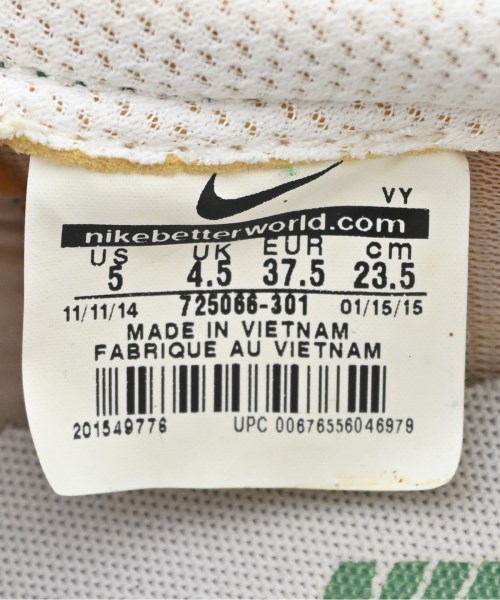 VY
nikebetterworld.com
US UK EUR cm
5 4.5 37.5 23.5
11/11/14 725066-301 01/15/15
MADE IN VIETNAM
FABRIQUE AU VIETNAM
201549776 UPC 00676556046979